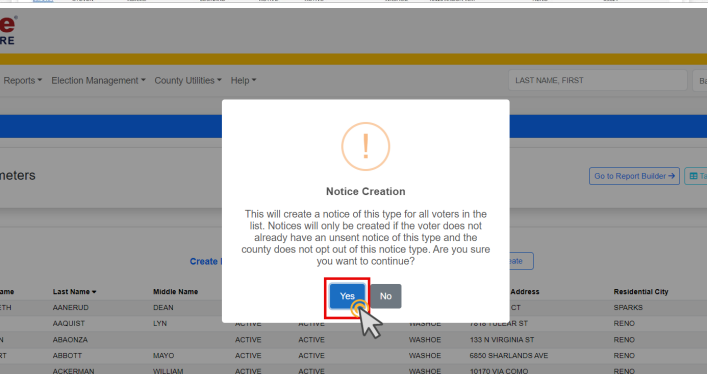 e®
RE
Reports Election Management County Utilities Help LAST NAME, FIRST Ba
meters Go to Report Builder → Ta
!
Notice Creation
This will create a notice of this type for all voters in the
list. Notices will only be created if the voter does not
already have an unsent notice of this type and the
county does not opt out of this notice type. Are you sure
you want to continue?
Yes No
Create
eate
ame Last Name Middle Name Address Residential City
ETH AANERUD DEAN CT SPARKS
AAQUIST LYN ACTIVE ACTIVE WASHOE 7616 TULEAR ST RENO
N ABAONZA ACTIVE ACTIVE WASHOE 133 N VIRGINIA ST RENO
RT ABBOTT MAYO ACTIVE ACTIVE WASHOE 6850 SHARLANDS AVE RENO
ACKERMAN WILLIAM ACTIVE ACTIVE WASHOE 10170 VIA COMO RENO